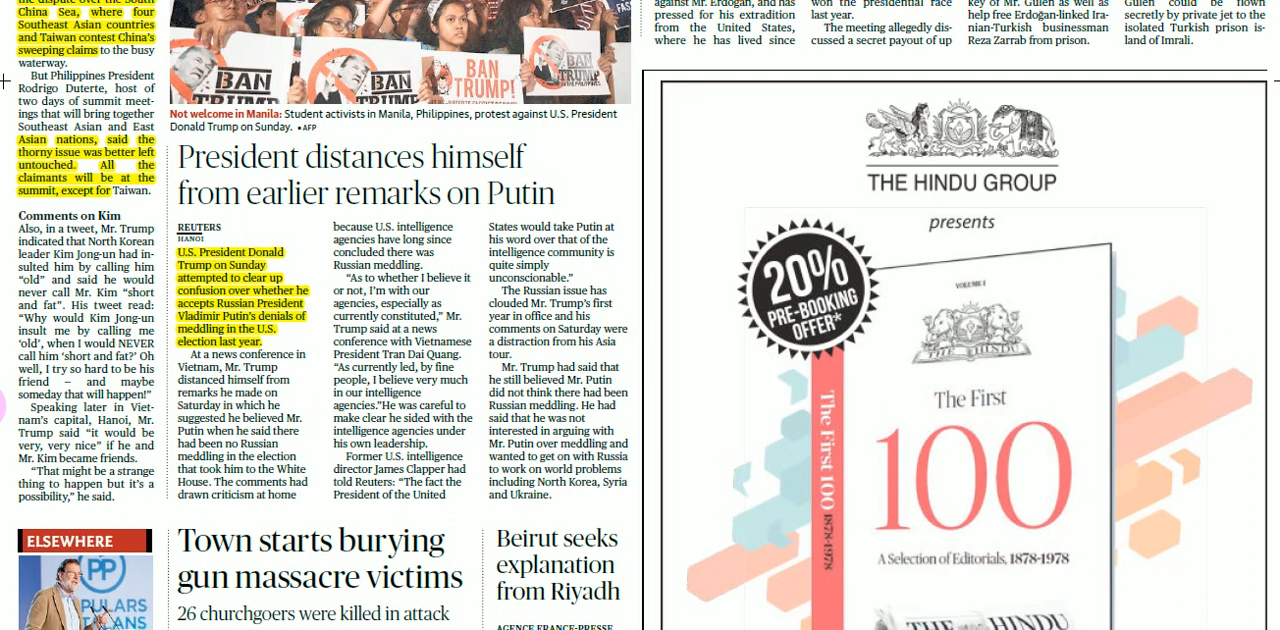 the dispute over the South
China Sea, where four
Southeast Asian countries
and Taiwan contest China’s
sweeping claims to the busy
waterway.
But Philippines President
Rodrigo Duterte, host of
two days of summit meet-
ings that will bring together
Southeast Asian and East
Asian nations, said the
thorny issue was better left
untouched. All the
claimants will be at the
summit, except for Taiwan.
Comments on Kim
Also, in a tweet, Mr. Trump
indicated that North Korean
leader Kim Jong-un had in-
sulted him by calling him
“old” and said he would
never call Mr. Kim “short
and fat”. His tweet read:
“Why would Kim Jong-un
insult me by calling me
‘old’, when I would NEVER
call him ‘short and fat?’ Oh
well, I try so hard to be his
friend – and maybe
someday that will happen!”
Speaking later in Viet-
nam’s capital, Hanoi, Mr.
Trump said “it would be
very, very nice” if he and
Mr. Kim became friends.
“That might be a strange
thing to happen but it’s a
possibility,” he said.
BAN
TRUMP
BAN
TRUMP
BAN
TRUMP!
BAN
TRUMP
Not welcome in Manila: Student activists in Manila, Philippines, protest against U.S. President
Donald Trump on Sunday. •AFP
President distances himself
from earlier remarks on Putin
REUTERS
HANOI
U.S. President Donald
Trump on Sunday
attempted to clear up
confusion over whether he
accepts Russian President
Vladimir Putin’s denials of
meddling in the U.S.
election last year.
At a news conference in
Vietnam, Mr. Trump
distanced himself from
remarks he made on
Saturday in which he
suggested he believed Mr.
Putin when he said there
had been no Russian
meddling in the election
that took him to the White
House. The comments had
drawn criticism at home
because U.S. intelligence
agencies have long since
concluded there was
Russian meddling.
“As to whether I believe it
or not, I’m with our
agencies, especially as
currently constituted,” Mr.
Trump said at a news
conference with Vietnamese
President Tran Dai Quang.
“As currently led, by fine
people, I believe very much
in our intelligence
agencies.”He was careful to
make clear he sided with the
intelligence agencies under
his own leadership.
Former U.S. intelligence
director James Clapper had
told Reuters: “The fact the
President of the United
States would take Putin at
his word over that of the
intelligence community is
quite simply
unconscionable.”
The Russian issue has
clouded Mr. Trump’s first
year in office and his
comments on Saturday were
a distraction from his Asia
tour.
Mr. Trump had said that
he still believed Mr. Putin
did not think there had been
Russian meddling. He had
said that he was not
interested in arguing with
Mr. Putin over meddling and
wanted to get on with Russia
to work on world problems
including North Korea, Syria
and Ukraine.
against Mr. Erdoğan, and has
pressed for his extradition
from the United States,
where he has lived since
won the presidential race
last year.
The meeting allegedly dis-
cussed a secret payout of up
key of Mr. Gulen as well as
help free Erdoğan-linked Ira-
nian-Turkish businessman
Reza Zarrab from prison.
Gulen could be flown
secretly by private jet to the
isolated Turkish prison is-
land of Imrali.
ELSEWHERE
PP
PULARS
Town starts burying
gun massacre victims
26 churchgoers were killed in attack
Beirut seeks
explanation
from Riyadh
AGENCE FRANCE-PRESSE
THE HINDU GROUP
presents
20%
PRE-BOOKING
OFFER*
VOLUME I
THE HINDU
The First
100
A Selection of Editorials, 1878-1978
The First 100 1878-1978
THE HINDU